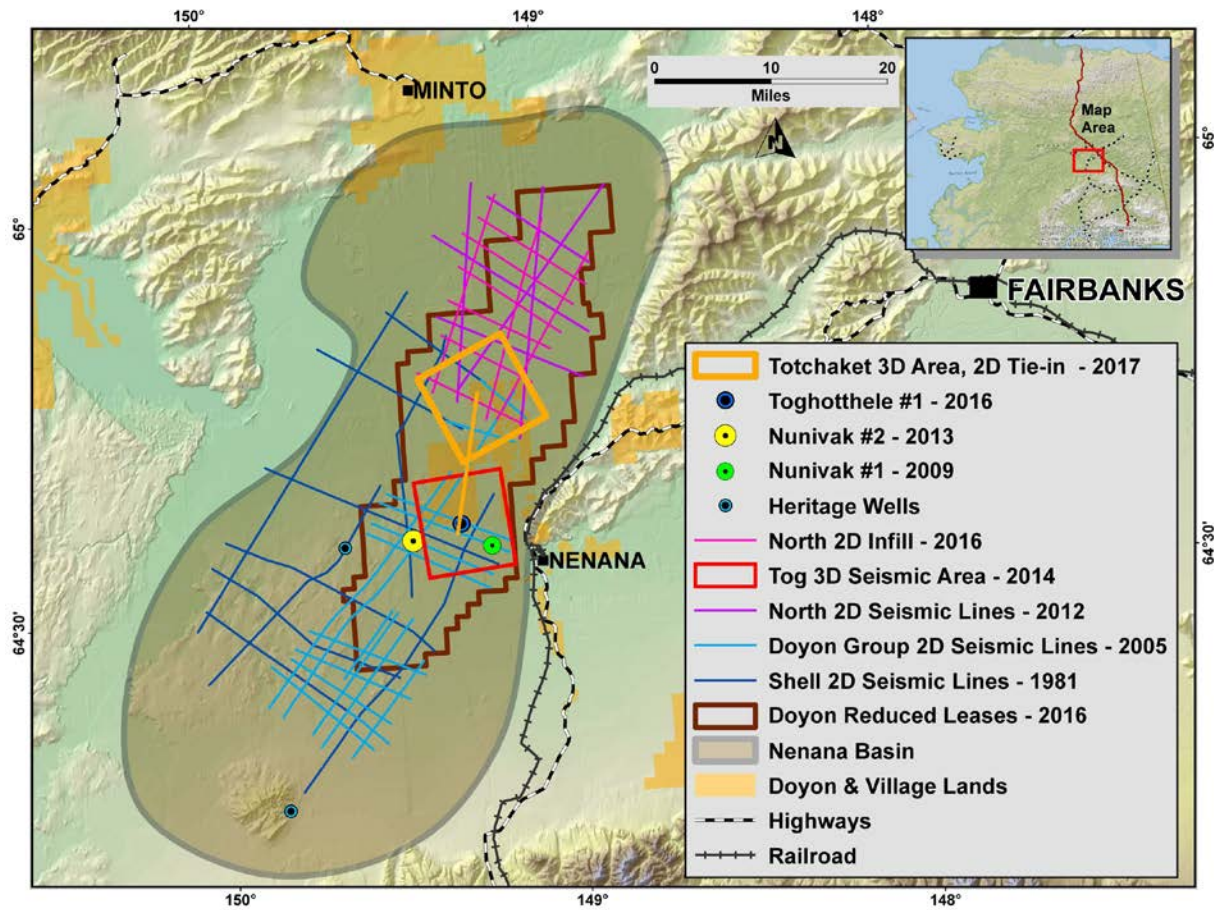 150°
149°
148°
0 10 20
Miles
MINTO
N
Map
Area
65°
65°
FAIRBANKS
Totchaket 3D Area, 2D Tie-in - 2017
Toghotthele #1 - 2016
Nunivak #2 - 2013
Nunivak #1 - 2009
Heritage Wells
North 2D Infill - 2016
Tog 3D Seismic Area - 2014
North 2D Seismic Lines - 2012
Doyon Group 2D Seismic Lines - 2005
Shell 2D Seismic Lines - 1981
Doyon Reduced Leases - 2016
Nenana Basin
Doyon & Village Lands
Highways
Railroad
NENANA
64°30
64°30
150°
149°
148°